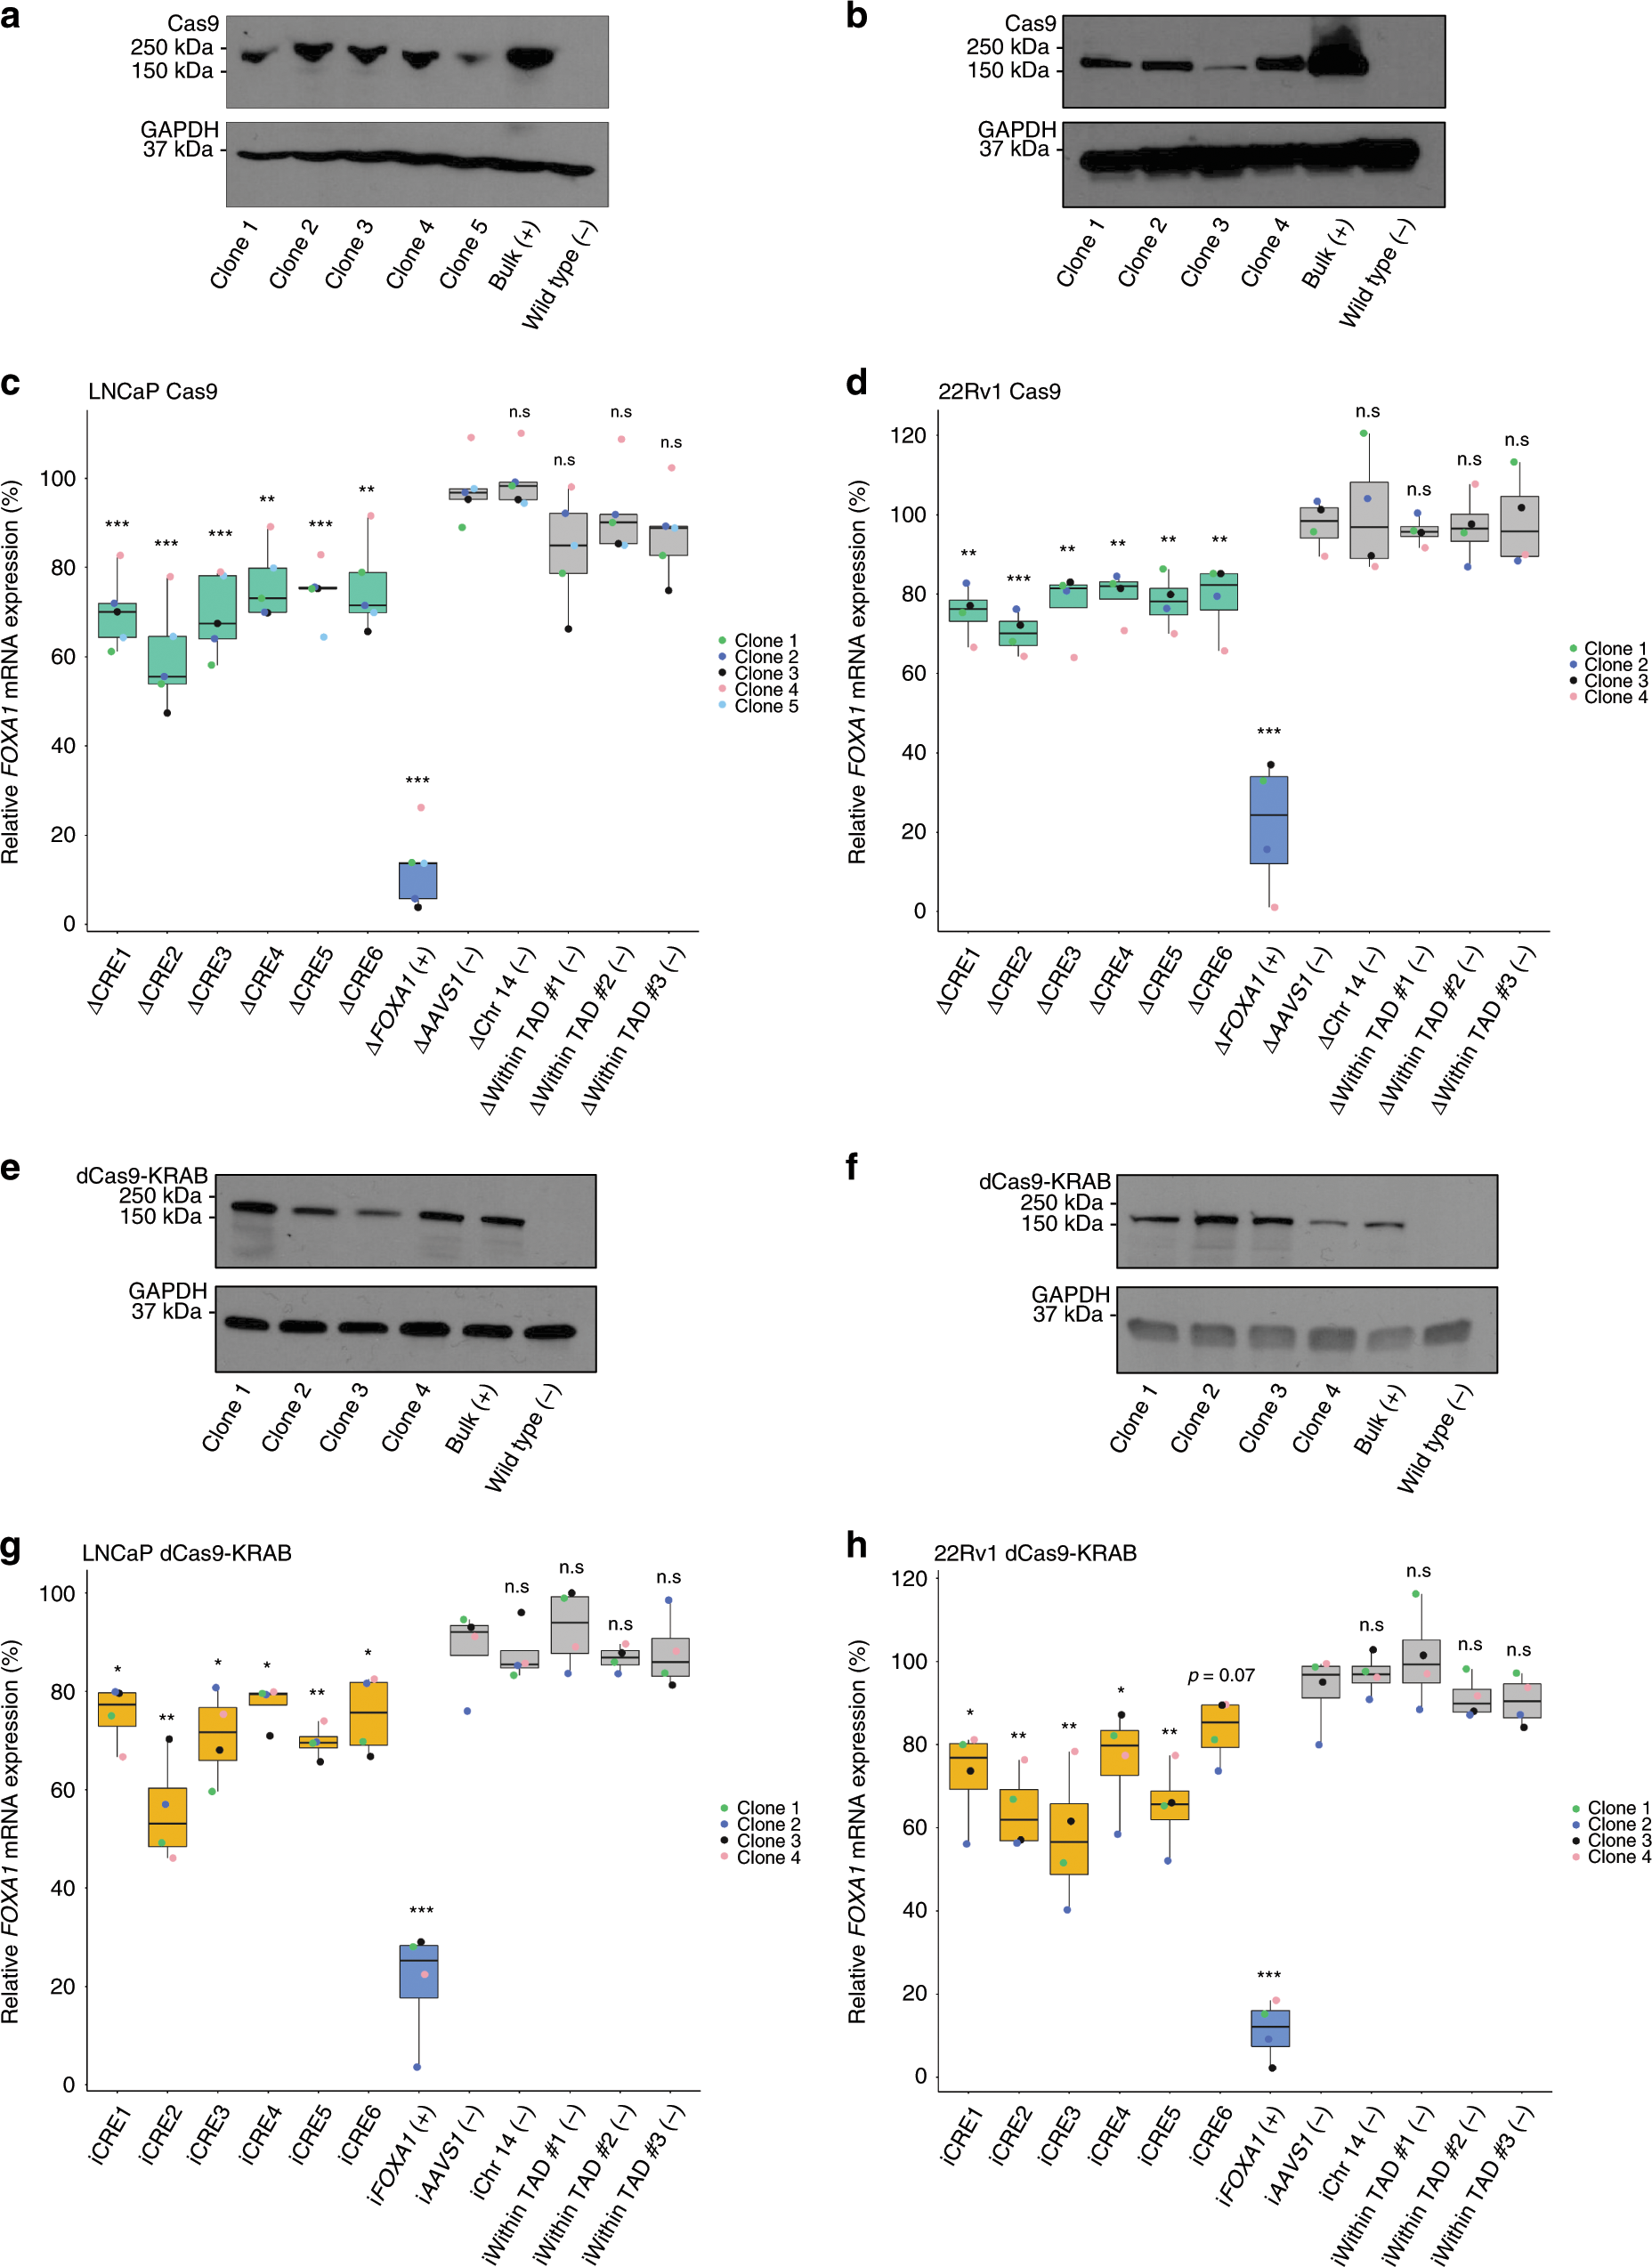 a
Cas9
250 kDa
150 kDa
GAPDH
37 kDa
Clone 1
Clone 2
Clone 3
Clone 4
Clone 5
Bulk (+)
Wild type (–)
b
Cas9
250 kDa
150 kDa
GAPDH
37 kDa
Clone 1
Clone 2
Clone 3
Clone 4
Bulk (+)
Wild type (–)
c
LNCaP Cas9
Relative FOXA1 mRNA expression (%)
100
80
60
40
20
0
***
***
***
**
***
**
***
n.s
n.s
n.s
n.s
Clone 1
Clone 2
Clone 3
Clone 4
Clone 5
ΔCRE1
ΔCRE2
ΔCRE3
ΔCRE4
ΔCRE5
ΔCRE6
ΔFOXA1 (+)
ΔAAVS1 (–)
ΔChr 14 (–)
ΔWithin TAD #1 (–)
ΔWithin TAD #2 (–)
ΔWithin TAD #3 (–)
d
22Rv1 Cas9
Relative FOXA1 mRNA expression (%)
120
100
80
60
40
20
0
**
***
**
**
**
**
***
n.s
n.s
n.s
n.s
Clone 1
Clone 2
Clone 3
Clone 4
ΔCRE1
ΔCRE2
ΔCRE3
ΔCRE4
ΔCRE5
ΔCRE6
ΔFOXA1 (+)
ΔAAVS1 (–)
ΔChr 14 (–)
ΔWithin TAD #1 (–)
ΔWithin TAD #2 (–)
ΔWithin TAD #3 (–)
e
dCas9-KRAB
250 kDa
150 kDa
GAPDH
37 kDa
Clone 1
Clone 2
Clone 3
Clone 4
Bulk (+)
Wild type (–)
f
dCas9-KRAB
250 kDa
150 kDa
GAPDH
37 kDa
Clone 1
Clone 2
Clone 3
Clone 4
Bulk (+)
Wild type (–)
g
LNCaP dCas9-KRAB
Relative FOXA1 mRNA expression (%)
100
80
60
40
20
0
*
**
*
*
**
*
***
n.s
n.s
n.s
n.s
Clone 1
Clone 2
Clone 3
Clone 4
iCRE1
iCRE2
iCRE3
iCRE4
iCRE5
iCRE6
iFOXA1 (+)
iAAVS1 (–)
iChr 14 (–)
iWithin TAD #1 (–)
iWithin TAD #2 (–)
iWithin TAD #3 (–)
h
22Rv1 dCas9-KRAB
Relative FOXA1 mRNA expression (%)
120
100
80
60
40
20
0
*
**
**
*
**
p = 0.07
***
n.s
n.s
n.s
n.s
Clone 1
Clone 2
Clone 3
Clone 4
iCRE1
iCRE2
iCRE3
iCRE4
iCRE5
iCRE6
iFOXA1 (+)
iAAVS1 (–)
iChr 14 (–)
iWithin TAD #1 (–)
iWithin TAD #2 (–)
iWithin TAD #3 (–)